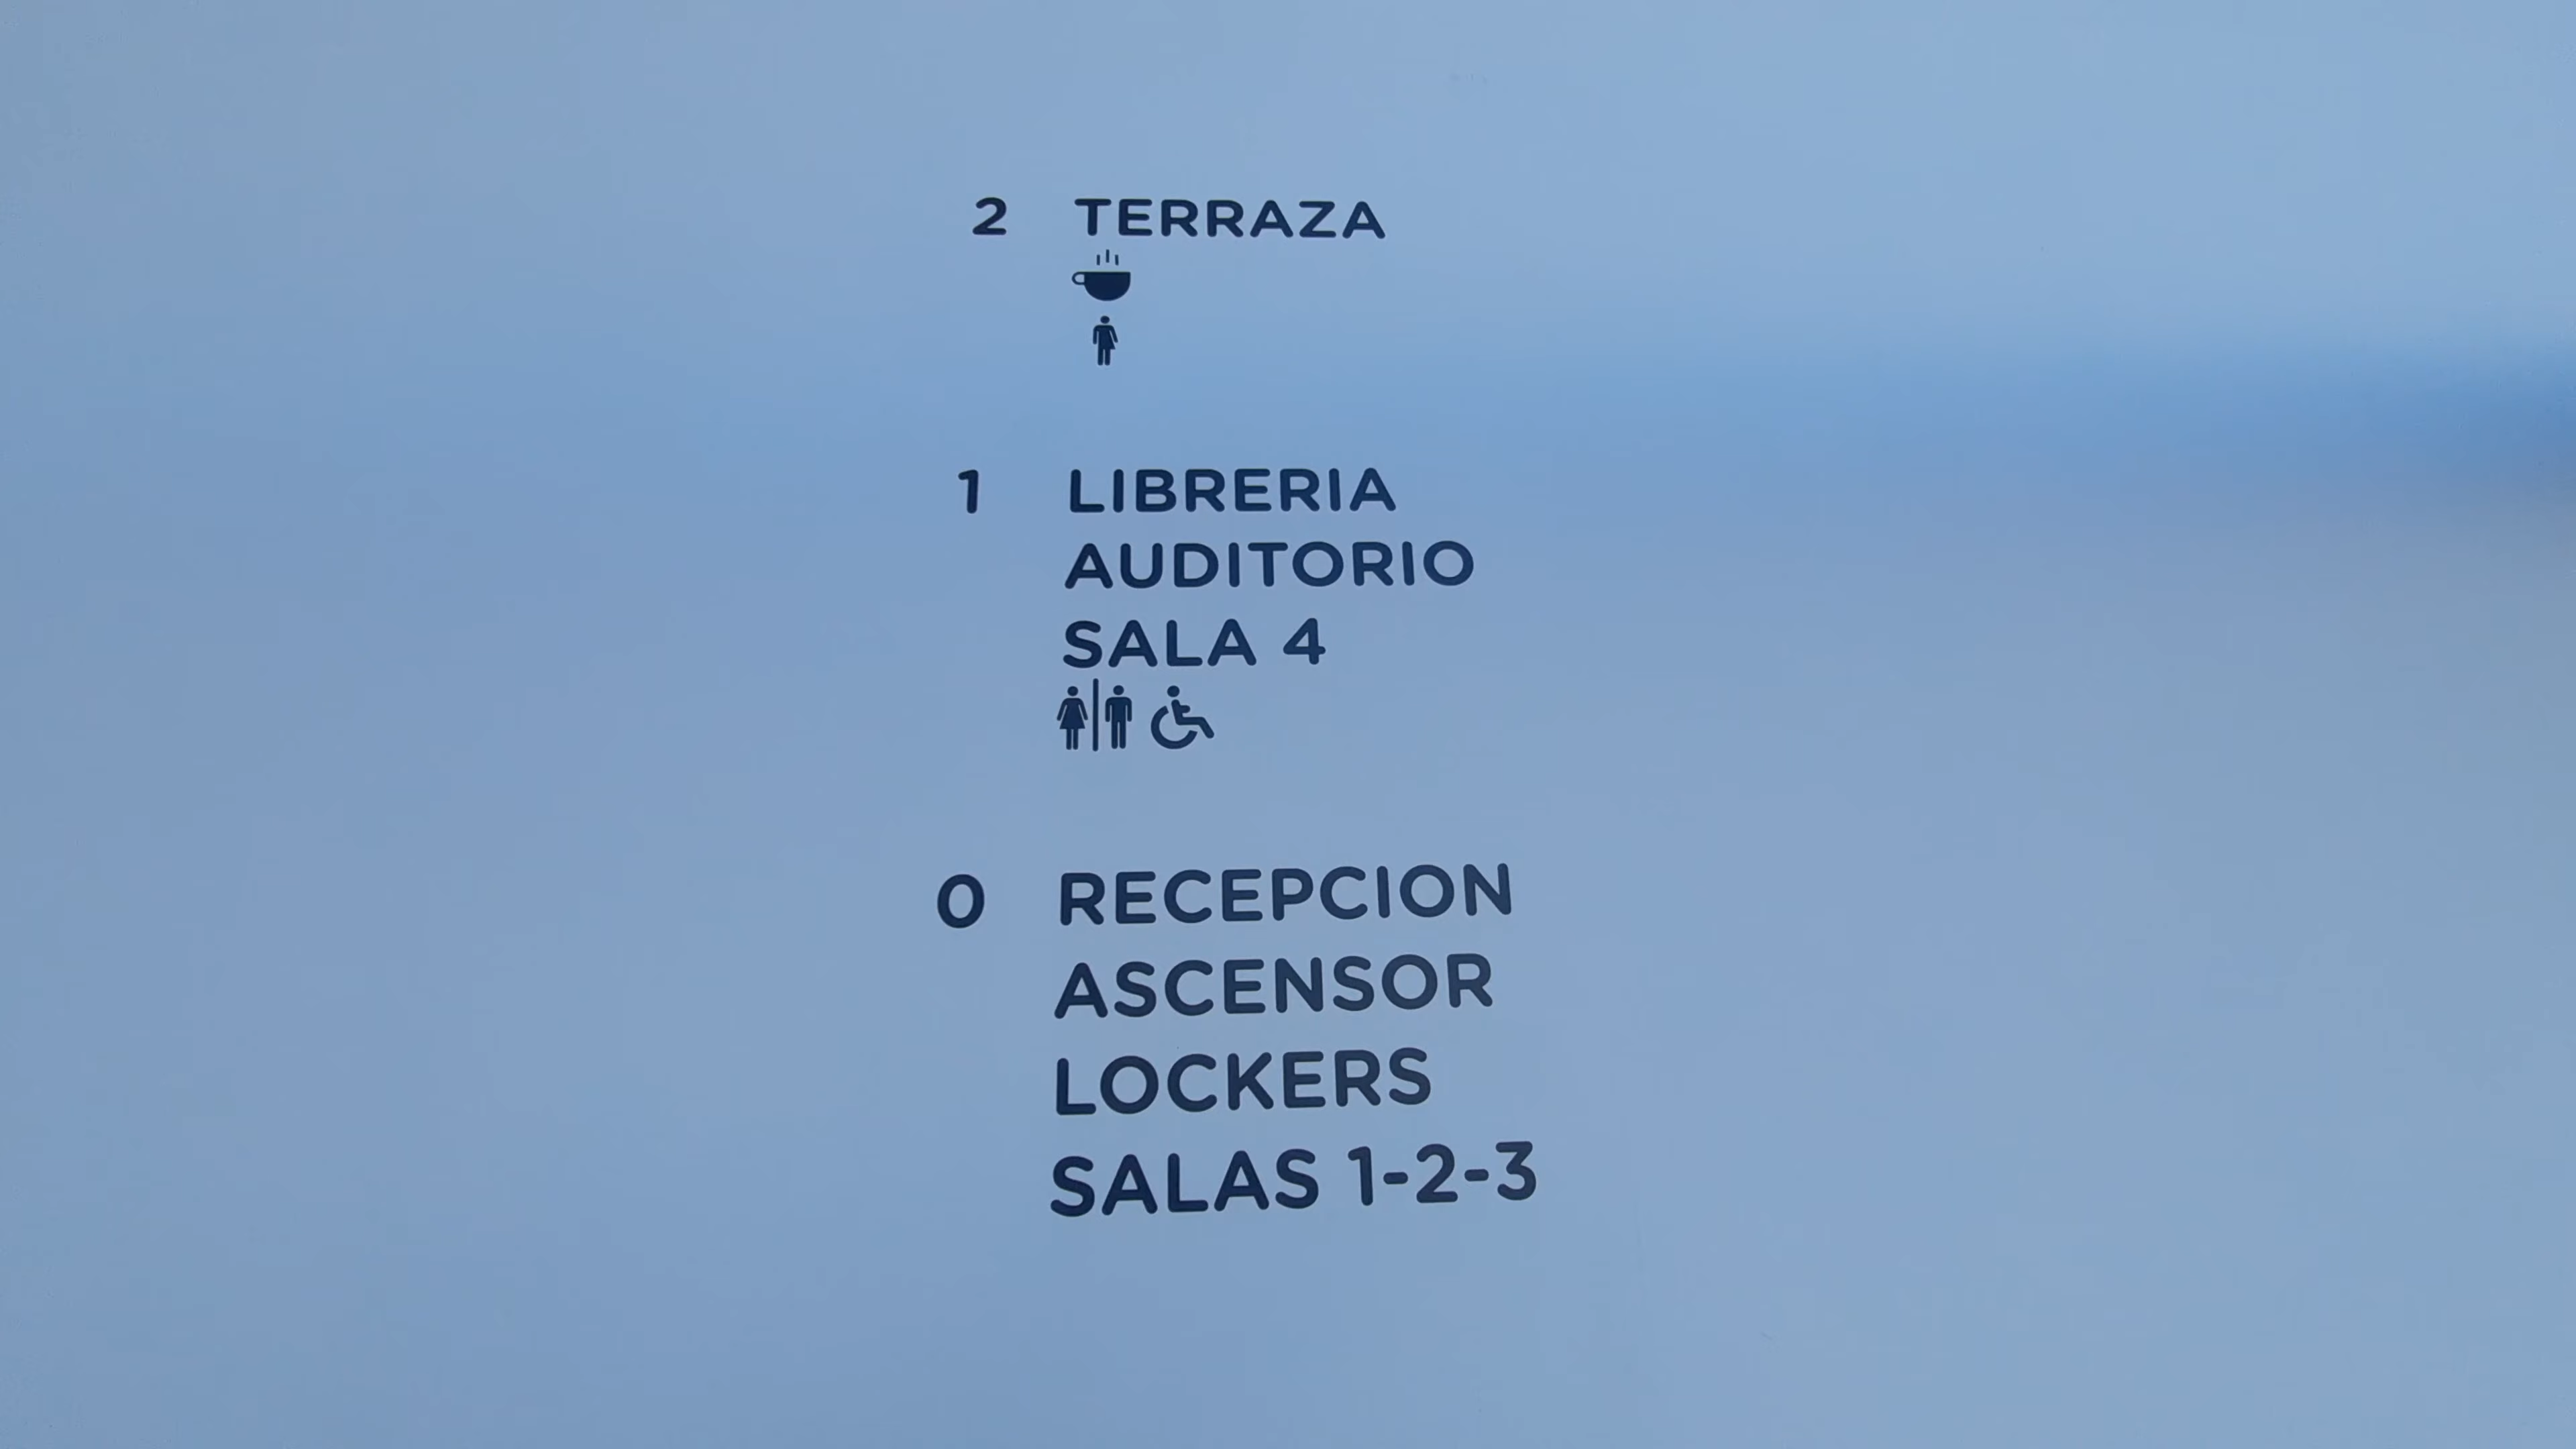 2 TERRAZA
1 LIBRERIA
AUDITORIO
SALA 4
0 RECEPCION
ASCENSOR
LOCKERS
SALAS 1-2-3